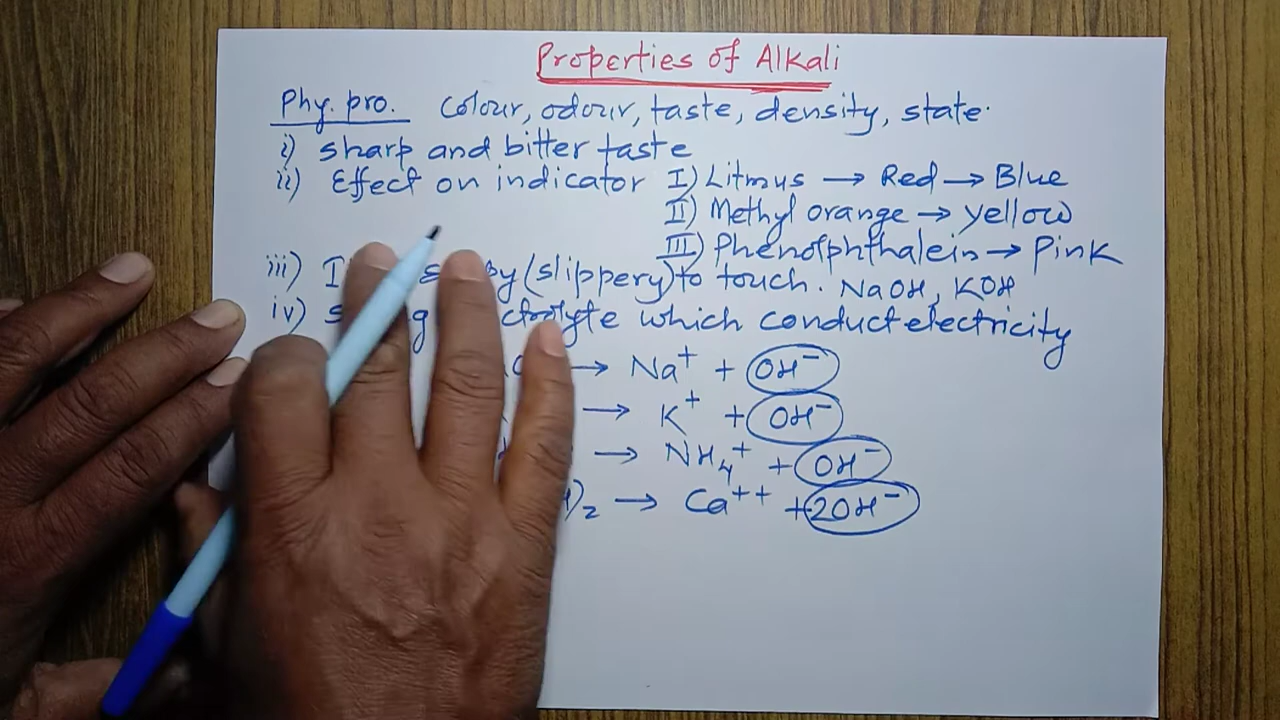 Properties of Alkali
Phy. pro. Colour, odour, taste, density, state.
i) sharp and bitter taste
ii) Effect on indicator I) Litmus → Red → Blue
II) Methyl orange → yellow
III) Phenolphthalein → Pink
iii) (slippery) to touch. NaOH, KOH
iv) which conduct electricity
→ Na⁺ + OH⁻
→ K⁺ + OH⁻
→ NH₄⁺ + OH⁻
)₂ → Ca⁺⁺ + 2OH⁻